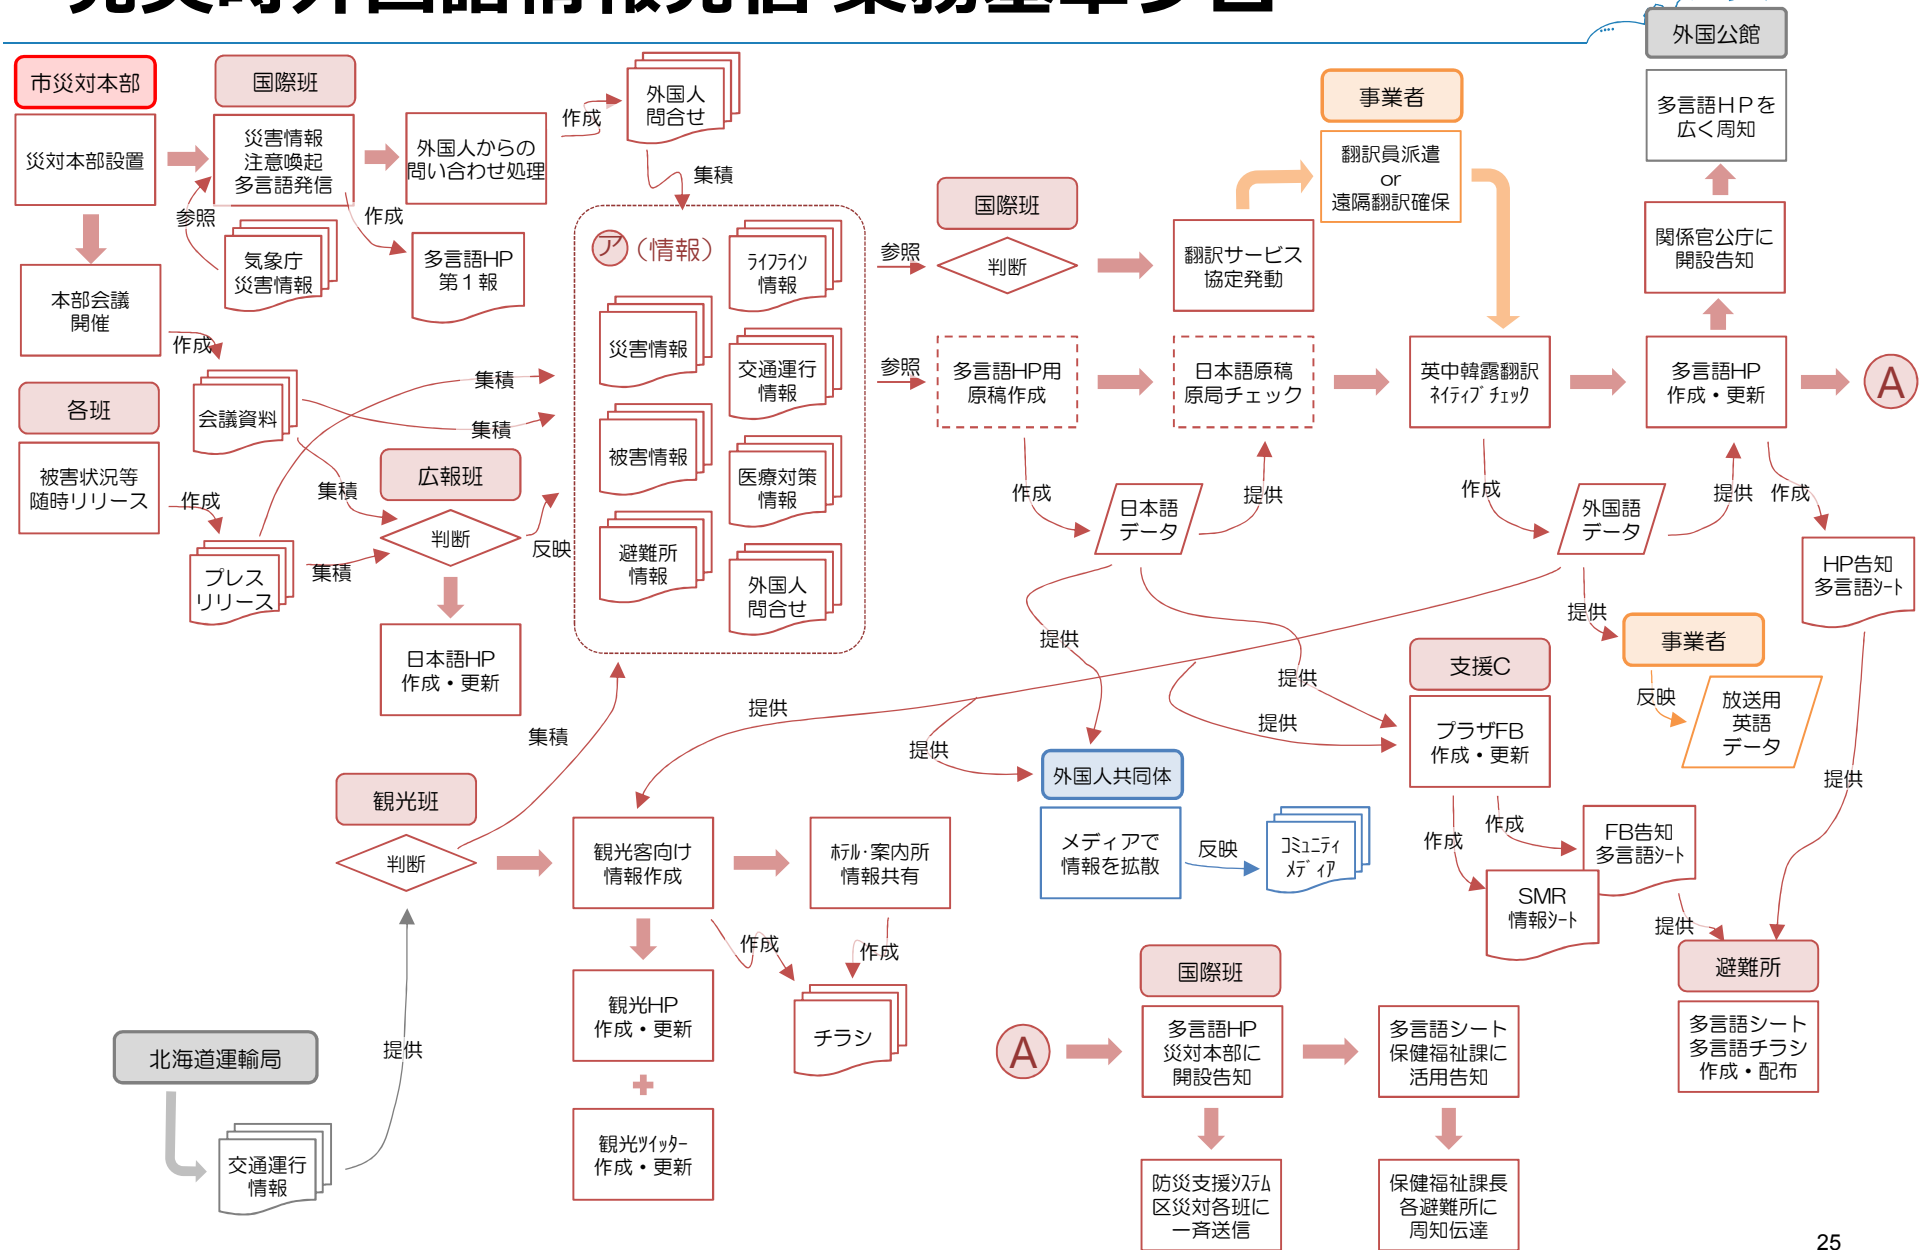 外国公館
市災対本部
国際班
災対本部設置
災害情報
注意喚起
多言語発信
外国人からの
問い合わせ処理
作成
外国人
問合せ
集積
参照
気象庁
災害情報
作成
多言語HP
第１報
本部会議
開催
作成
会議資料
各班
被害状況等
随時リリース
作成
プレス
リリース
集積
集積
集積
集積
広報班
判断
反映
日本語HP
作成・更新
ア（情報）
ﾗｲﾌﾗｲﾝ
情報
災害情報
交通運行
情報
被害情報
医療対策
情報
避難所
情報
外国人
問合せ
参照
国際班
判断
翻訳サービス
協定発動
事業者
翻訳員派遣
or
遠隔翻訳確保
多言語ＨＰを
広く周知
関係官公庁に
開設告知
参照
多言語HP用
原稿作成
日本語原稿
原局チェック
英中韓露翻訳
ﾈｲﾃｨﾌﾞﾁｪｯｸ
多言語HP
作成・更新
A
作成
日本語
データ
提供
作成
外国語
データ
提供
作成
HP告知
多言語ｼｰﾄ
提供
事業者
反映
放送用
英語
データ
提供
提供
提供
提供
提供
支援C
プラザFB
作成・更新
作成
作成
FB告知
多言語ｼｰﾄ
SMR
情報ｼｰﾄ
提供
提供
避難所
多言語シート
多言語チラシ
作成・配布
外国人共同体
メディアで
情報を拡散
反映
ｺﾐｭﾆﾃｨ
ﾒﾃﾞｨｱ
集積
観光班
判断
観光客向け
情報作成
ﾎﾃﾙ･案内所
情報共有
作成
作成
チラシ
観光HP
作成・更新
観光ﾂｲｯﾀｰ
作成・更新
北海道運輸局
提供
交通運行
情報
A
国際班
多言語HP
災対本部に
開設告知
多言語シート
保健福祉課に
活用告知
防災支援ｼｽﾃﾑ
区災対各班に
一斉送信
保健福祉課長
各避難所に
周知伝達
25